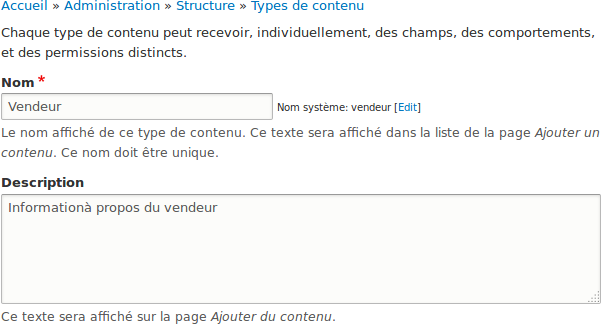 Accueil » Administration » Structure » Types de contenu
Chaque type de contenu peut recevoir, individuellement, des champs, des comportements,
et des permissions distincts.
Nom *
Vendeur Nom système: vendeur [Edit]
Le nom affiché de ce type de contenu. Ce texte sera affiché dans la liste de la page Ajouter un
contenu. Ce nom doit être unique.
Description
Informationà propos du vendeur
Ce texte sera affiché sur la page Ajouter du contenu.